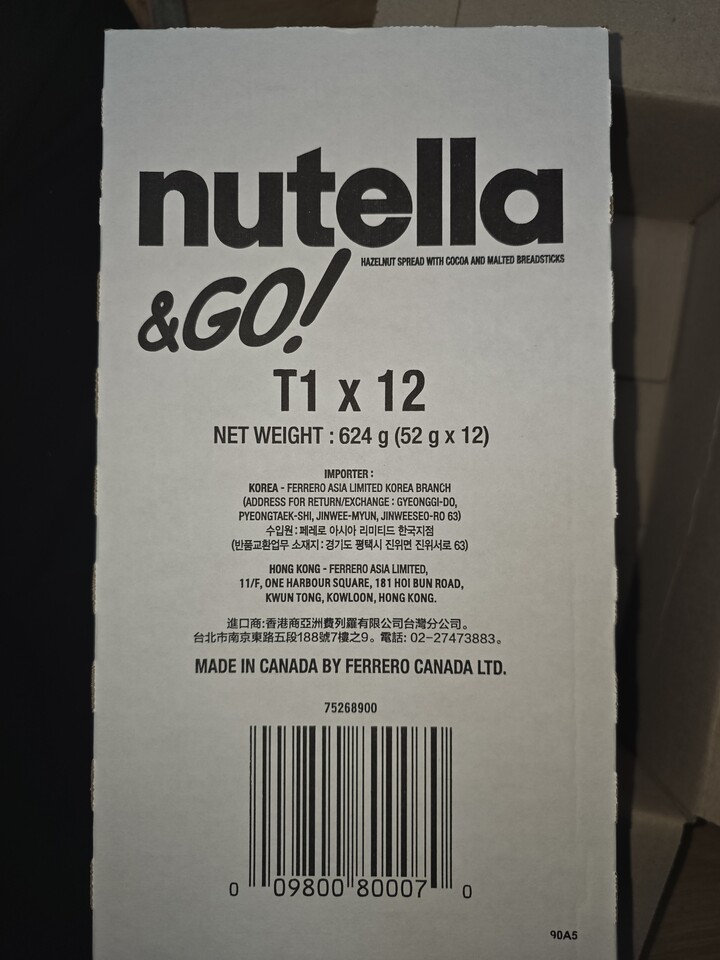 nutella
HAZELNUT SPREAD WITH COCOA AND MALTED BREADSTICKS
&GO!
T1 x 12
NET WEIGHT : 624 g (52 g x 12)
IMPORTER :
KOREA - FERRERO ASIA LIMITED KOREA BRANCH
(ADDRESS FOR RETURN/EXCHANGE : GYEONGGI-DO,
PYEONGTAEK-SHI, JINWEE-MYUN, JINWEESEO-RO 63)
수입원 : 페레로 아시아 리미티드 한국지점
(반품교환업무 소재지 : 경기도 평택시 진위면 진위서로 63)
HONG KONG - FERRERO ASIA LIMITED,
11/F, ONE HARBOUR SQUARE, 181 HOI BUN ROAD,
KWUN TONG, KOWLOON, HONG KONG.
進口商:香港商亞洲費列羅有限公司台灣分公司。
台北市南京東路五段188號7樓之9。電話: 02-27473883。
MADE IN CANADA BY FERRERO CANADA LTD.
75268900
0 09800 80007 0
90A5